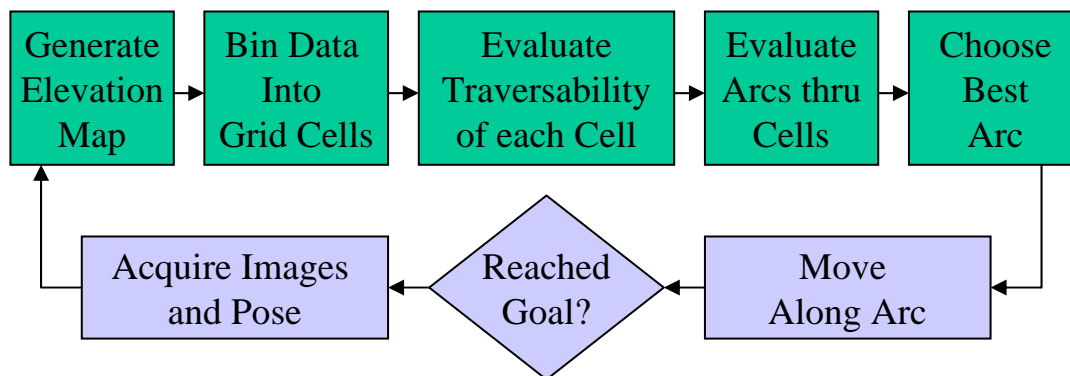 Generate
Elevation
Map
Bin Data
Into
Grid Cells
Evaluate
Traversability
of each Cell
Evaluate
Arcs thru
Cells
Choose
Best
Arc
Move
Along Arc
Reached
Goal?
Acquire Images
and Pose